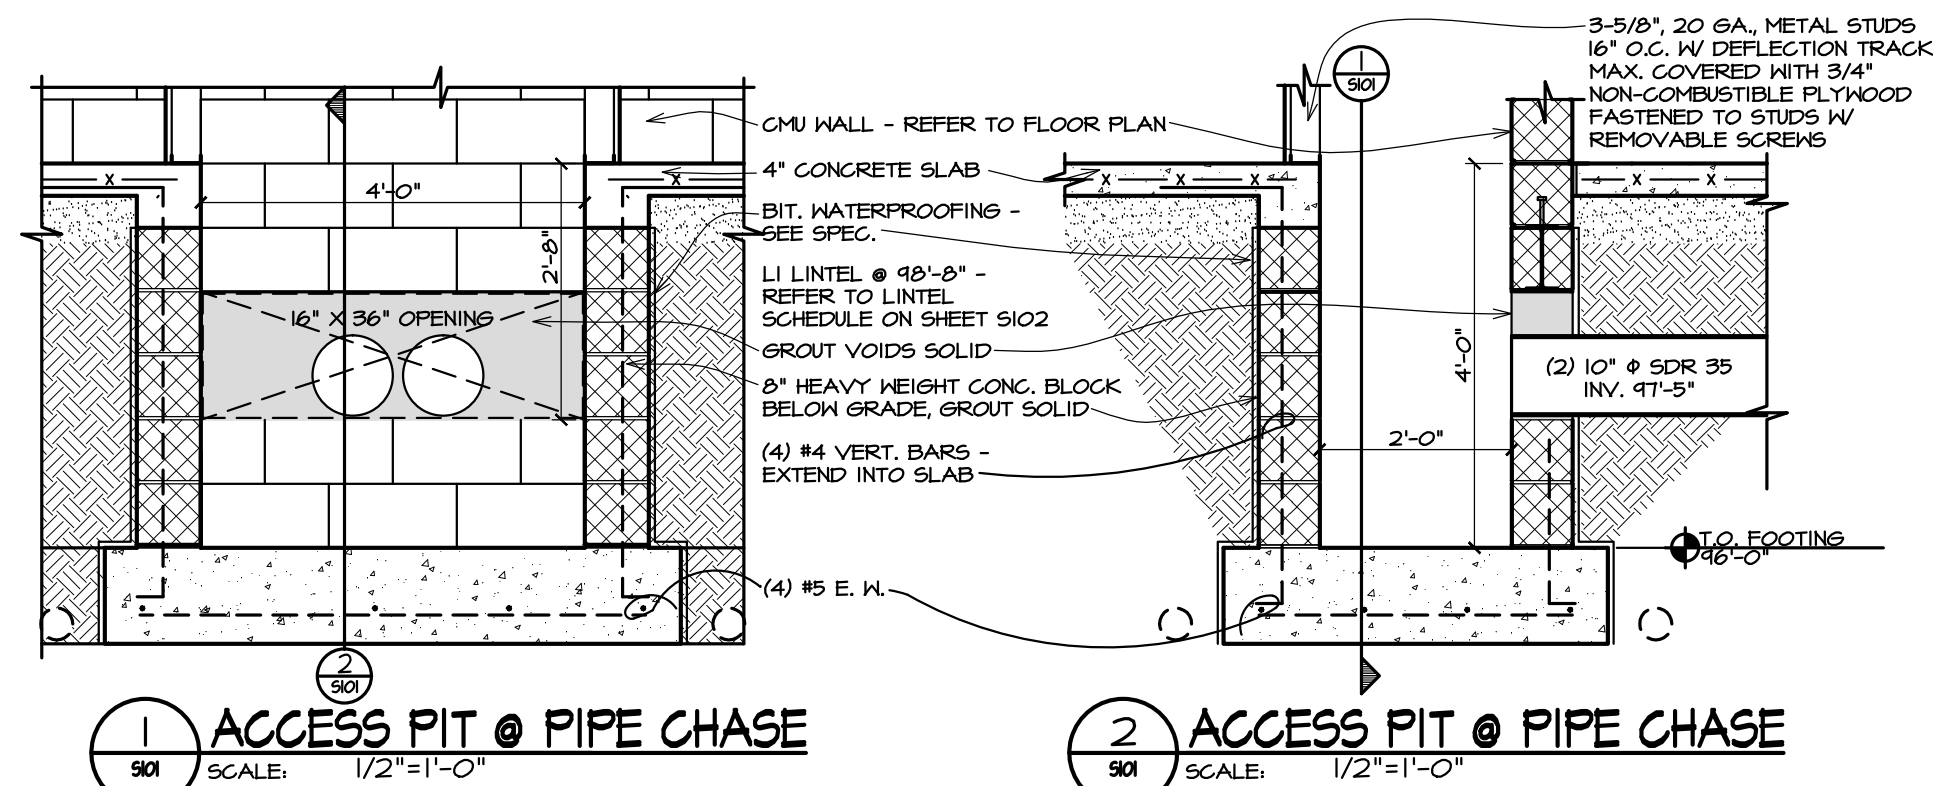 3-5/8", 20 GA., METAL STUDS
16" O.C. W/ DEFLECTION TRACK
MAX. COVERED WITH 3/4"
NON-COMBUSTIBLE PLYWOOD
FASTENED TO STUDS W/
REMOVABLE SCREWS
1
S101
CMU WALL - REFER TO FLOOR PLAN
4" CONCRETE SLAB
BIT. WATERPROOFING -
SEE SPEC.
L1 LINTEL @ 98'-8" -
REFER TO LINTEL
SCHEDULE ON SHEET S102
GROUT VOIDS SOLID
8" HEAVY WEIGHT CONC. BLOCK
BELOW GRADE, GROUT SOLID
(4) #4 VERT. BARS -
EXTEND INTO SLAB
(4) #5 E. W.
X
4'-0"
X
2'-8"
16" X 36" OPENING
2
S101
1
S101
ACCESS PIT @ PIPE CHASE
SCALE: 1/2"=1'-0"
X X X
X X
4'-0"
2'-0"
(2) 10" Φ SDR 35
INV. 97'-5"
T.O. FOOTING
96'-0"
2
S101
ACCESS PIT @ PIPE CHASE
SCALE: 1/2"=1'-0"